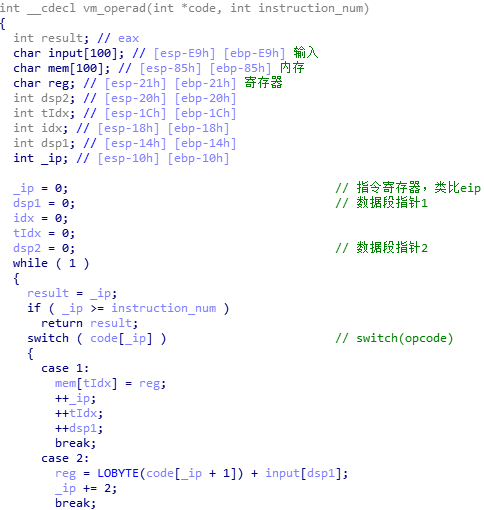 int __cdecl vm_operad(int *code, int instruction_num)
{
  int result; // eax
  char input[100]; // [esp-E9h] [ebp-E9h] 输入
  char mem[100]; // [esp-85h] [ebp-85h] 内存
  char reg; // [esp-21h] [ebp-21h] 寄存器
  int dsp2; // [esp-20h] [ebp-20h]
  int tIdx; // [esp-1Ch] [ebp-1Ch]
  int idx; // [esp-18h] [ebp-18h]
  int dsp1; // [esp-14h] [ebp-14h]
  int _ip; // [esp-10h] [ebp-10h]

  _ip = 0; // 指令寄存器，类比eip
  dsp1 = 0; // 数据段指针1
  idx = 0;
  tIdx = 0;
  dsp2 = 0; // 数据段指针2
  while ( 1 )
  {
    result = _ip;
    if ( _ip >= instruction_num )
      return result;
    switch ( code[_ip] ) // switch(opcode)
    {
      case 1:
        mem[tIdx] = reg;
        ++_ip;
        ++tIdx;
        ++dsp1;
        break;
      case 2:
        reg = LOBYTE(code[_ip + 1]) + input[dsp1];
        _ip += 2;
        break;